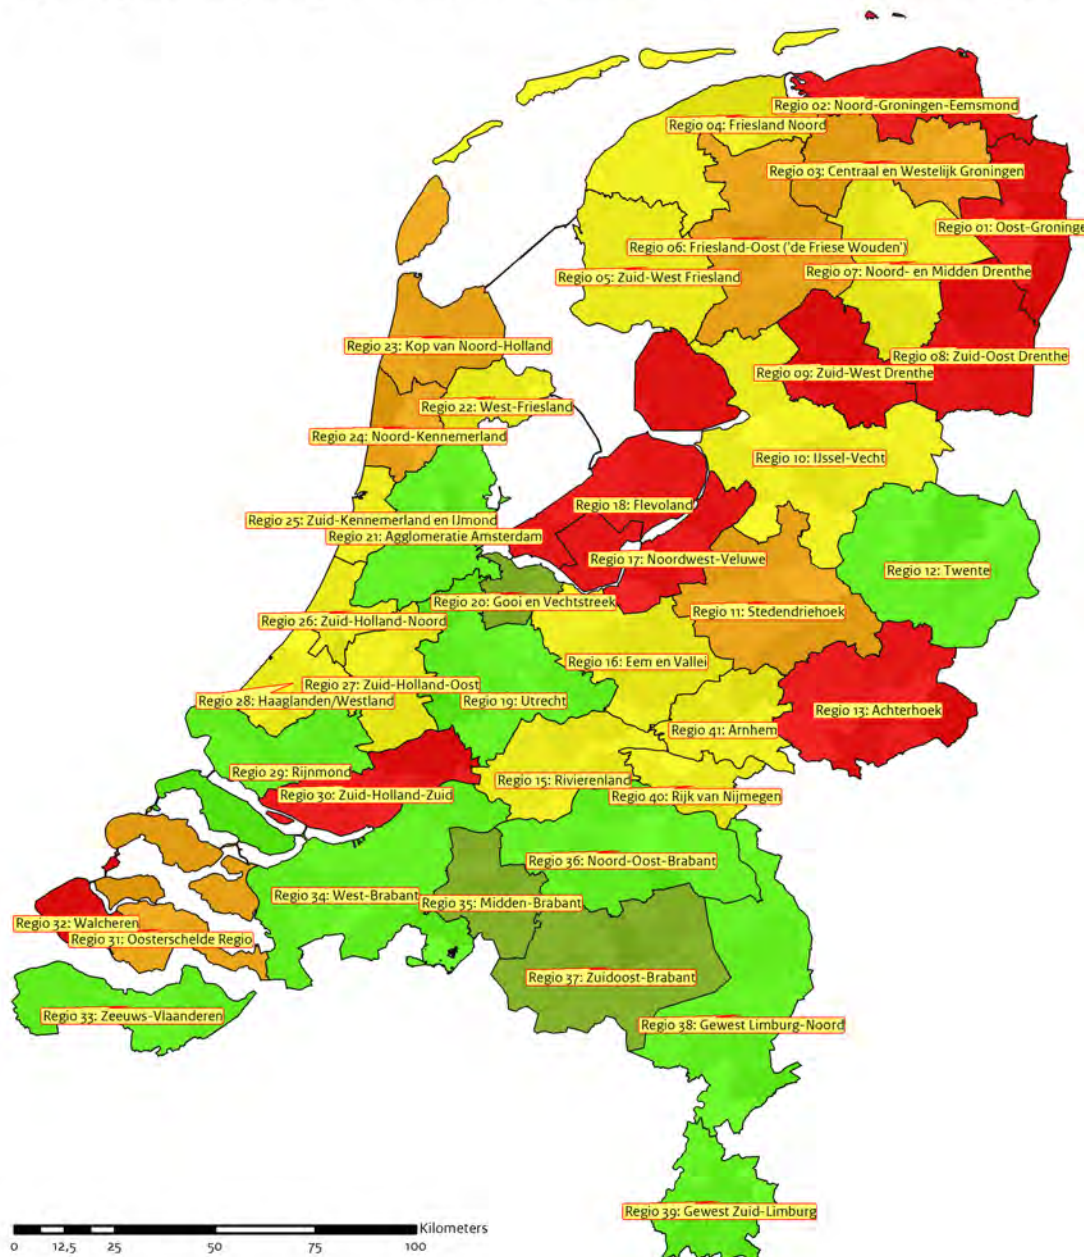 Regio 02: Noord-Groningen-Eemsmond
Regio 04: Friesland Noord
Regio 03: Centraal en Westelijk Groningen
Regio 01: Oost-Groninge
Regio 06: Friesland-Oost ('de Friese Wouden')
Regio 05: Zuid-West Friesland
Regio 07: Noord- en Midden Drenthe
Regio 23: Kop van Noord-Holland
Regio 08: Zuid-Oost Drenthe
Regio 09: Zuid-West Drenthe
Regio 22: West-Friesland
Regio 24: Noord-Kennemerland
Regio 10: IJssel-Vecht
Regio 18: Flevoland
Regio 25: Zuid-Kennemerland en IJmond
Regio 21: Agglomeratie Amsterdam
Regio 17: Noordwest-Veluwe
Regio 12: Twente
Regio 20: Gooi en Vechtstreek
Regio 11: Stedendriehoek
Regio 26: Zuid-Holland-Noord
Regio 16: Eem en Vallei
Regio 27: Zuid-Holland-Oost
Regio 28: Haaglanden/Westland
Regio 19: Utrecht
Regio 13: Achterhoek
Regio 41: Arnhem
Regio 29: Rijnmond
Regio 15: Rivierenland
Regio 30: Zuid-Holland-Zuid
Regio 40: Rijk van Nijmegen
Regio 36: Noord-Oost-Brabant
Regio 34: West-Brabant
Regio 35: Midden-Brabant
Regio 32: Walcheren
Regio 31: Oosterschelde Regio
Regio 37: Zuidoost-Brabant
Regio 33: Zeeuws-Vlaanderen
Regio 38: Gewest Limburg-Noord
Regio 39: Gewest Zuid-Limburg
Kilometers
0 12,5 25 50 75 100